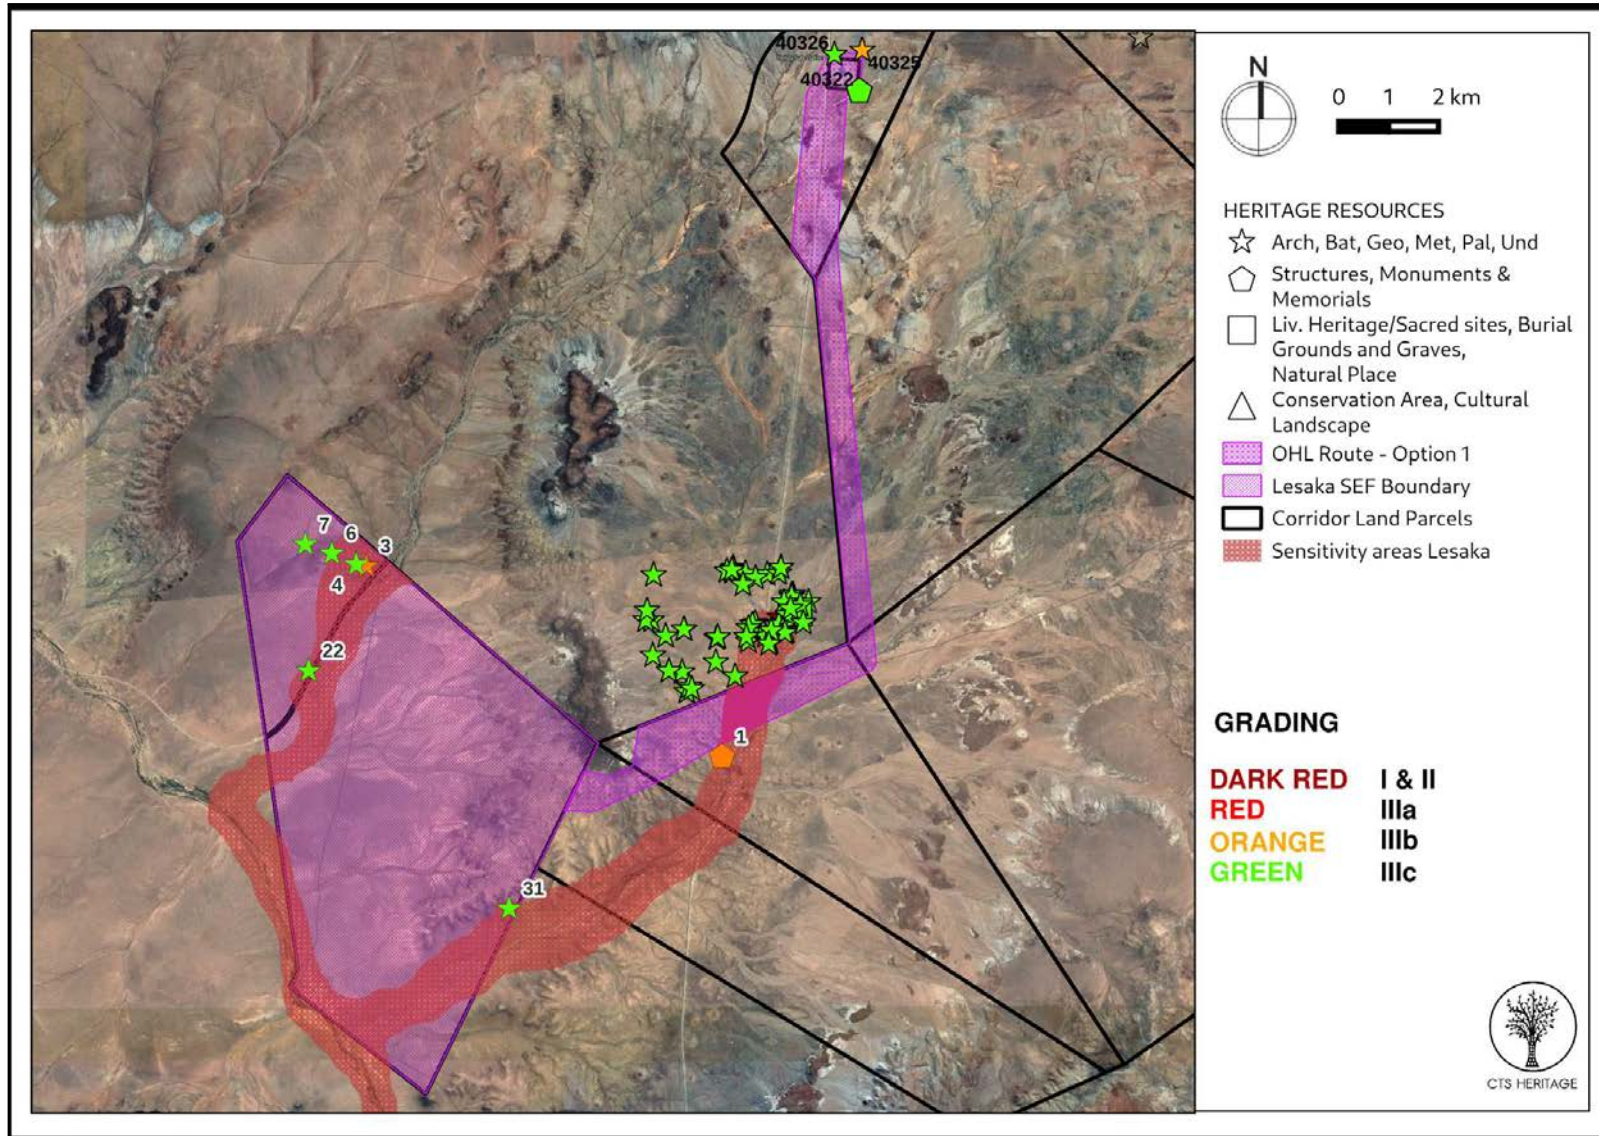 40326
40325
40322
7
6
3
4
22
1
31
N
0 1 2 km
HERITAGE RESOURCES
Arch, Bat, Geo, Met, Pal, Und
Structures, Monuments &
Memorials
Liv. Heritage/Sacred sites, Burial
Grounds and Graves,
Natural Place
Conservation Area, Cultural
Landscape
OHL Route - Option 1
Lesaka SEF Boundary
Corridor Land Parcels
Sensitivity areas Lesaka
GRADING
DARK RED I & II
RED IIIa
ORANGE IIIb
GREEN IIIc
CTS HERITAGE